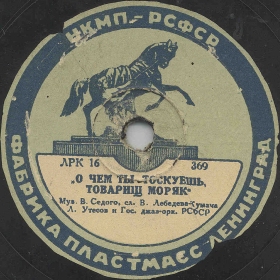 УКМП-РСФСР
АРК 16 369
„О ЧЕМ ТЫ ТОСКУЕШЬ,
ТОВАРИЩ МОРЯК“
Муз. В. Седого, сл. В. Лебедева-Кумача
Л. Утесов и Гос. джаз-орк. РСФСР
ФАБРИКА ПЛАСТМАСС ЛЕНИНГРАД